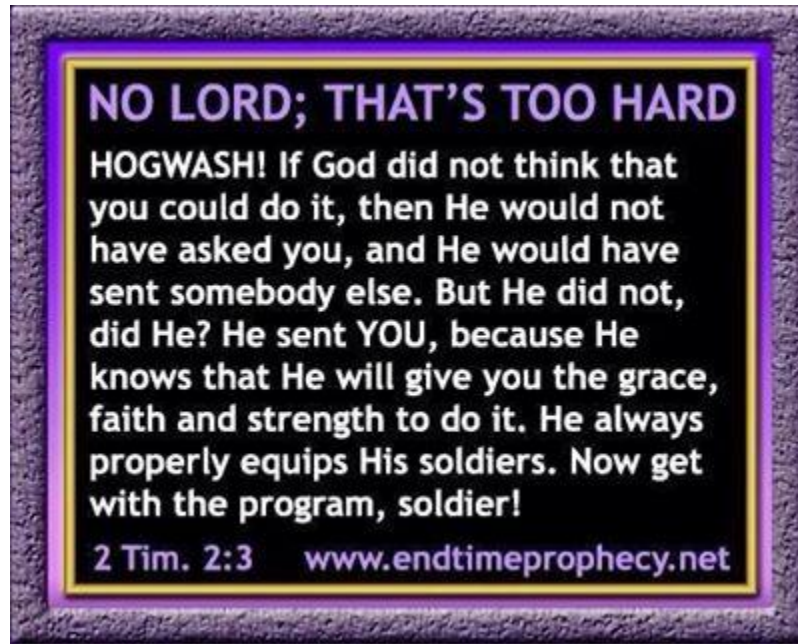 NO LORD; THAT'S TOO HARD
HOGWASH! If God did not think that
you could do it, then He would not
have asked you, and He would have
sent somebody else. But He did not,
did He? He sent YOU, because He
knows that He will give you the grace,
faith and strength to do it. He always
properly equips His soldiers. Now get
with the program, soldier!
2 Tim. 2:3 www.endtimeprophecy.net